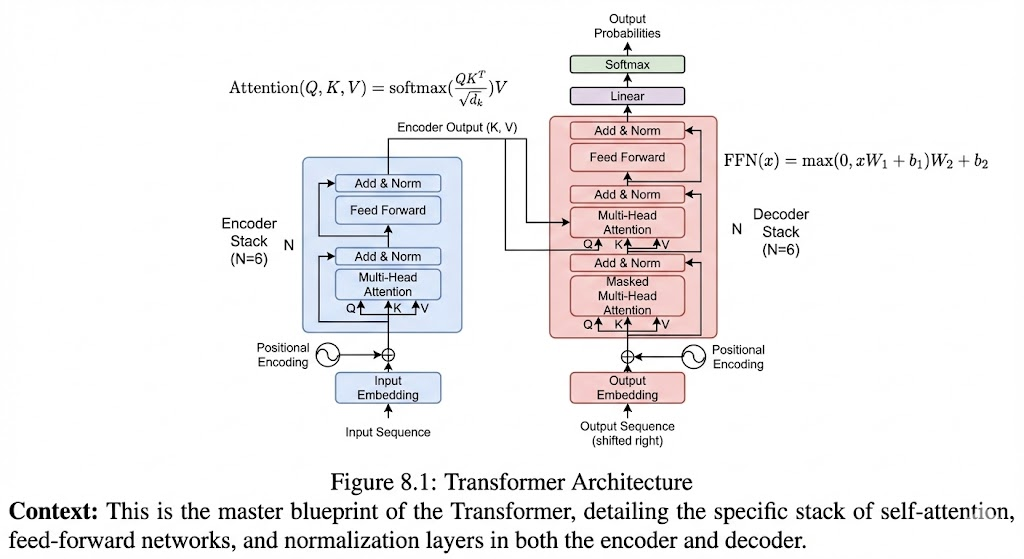 Output
Probabilities
Softmax
Linear
Attention(Q, K, V) = softmax(QK^T / √d_k)V
Encoder Output (K, V)
Add & Norm
Feed Forward
FFN(x) = max(0, xW₁ + b₁)W₂ + b₂
Add & Norm
Multi-Head
Attention
Q K V
Add & Norm
Masked
Multi-Head
Attention
Q K V
N
Decoder
Stack
(N=6)
Add & Norm
Feed Forward
Encoder
Stack
(N=6)
N
Add & Norm
Multi-Head
Attention
Q K V
Positional
Encoding
Positional
Encoding
Input
Embedding
Output
Embedding
Input Sequence
Output Sequence
(shifted right)
Figure 8.1: Transformer Architecture
Context: This is the master blueprint of the Transformer, detailing the specific stack of self-attention,
feed-forward networks, and normalization layers in both the encoder and decoder.